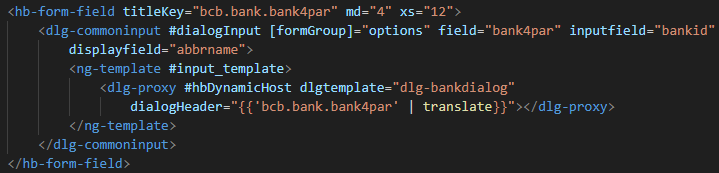 <hb-form-field titleKey="bcb.bank.bank4par" md="4" xs="12">
<dlg-commoninput #dialogInput [formGroup]="options" field="bank4par" inputfield="bankid"
displayfield="abbrname">
<ng-template #input_template>
<dlg-proxy #hbDynamicHost dlgtemplate="dlg-bankdialog"
dialogHeader="{{'bcb.bank.bank4par' | translate}}"></dlg-proxy>
</ng-template>
</dlg-commoninput>
</hb-form-field>